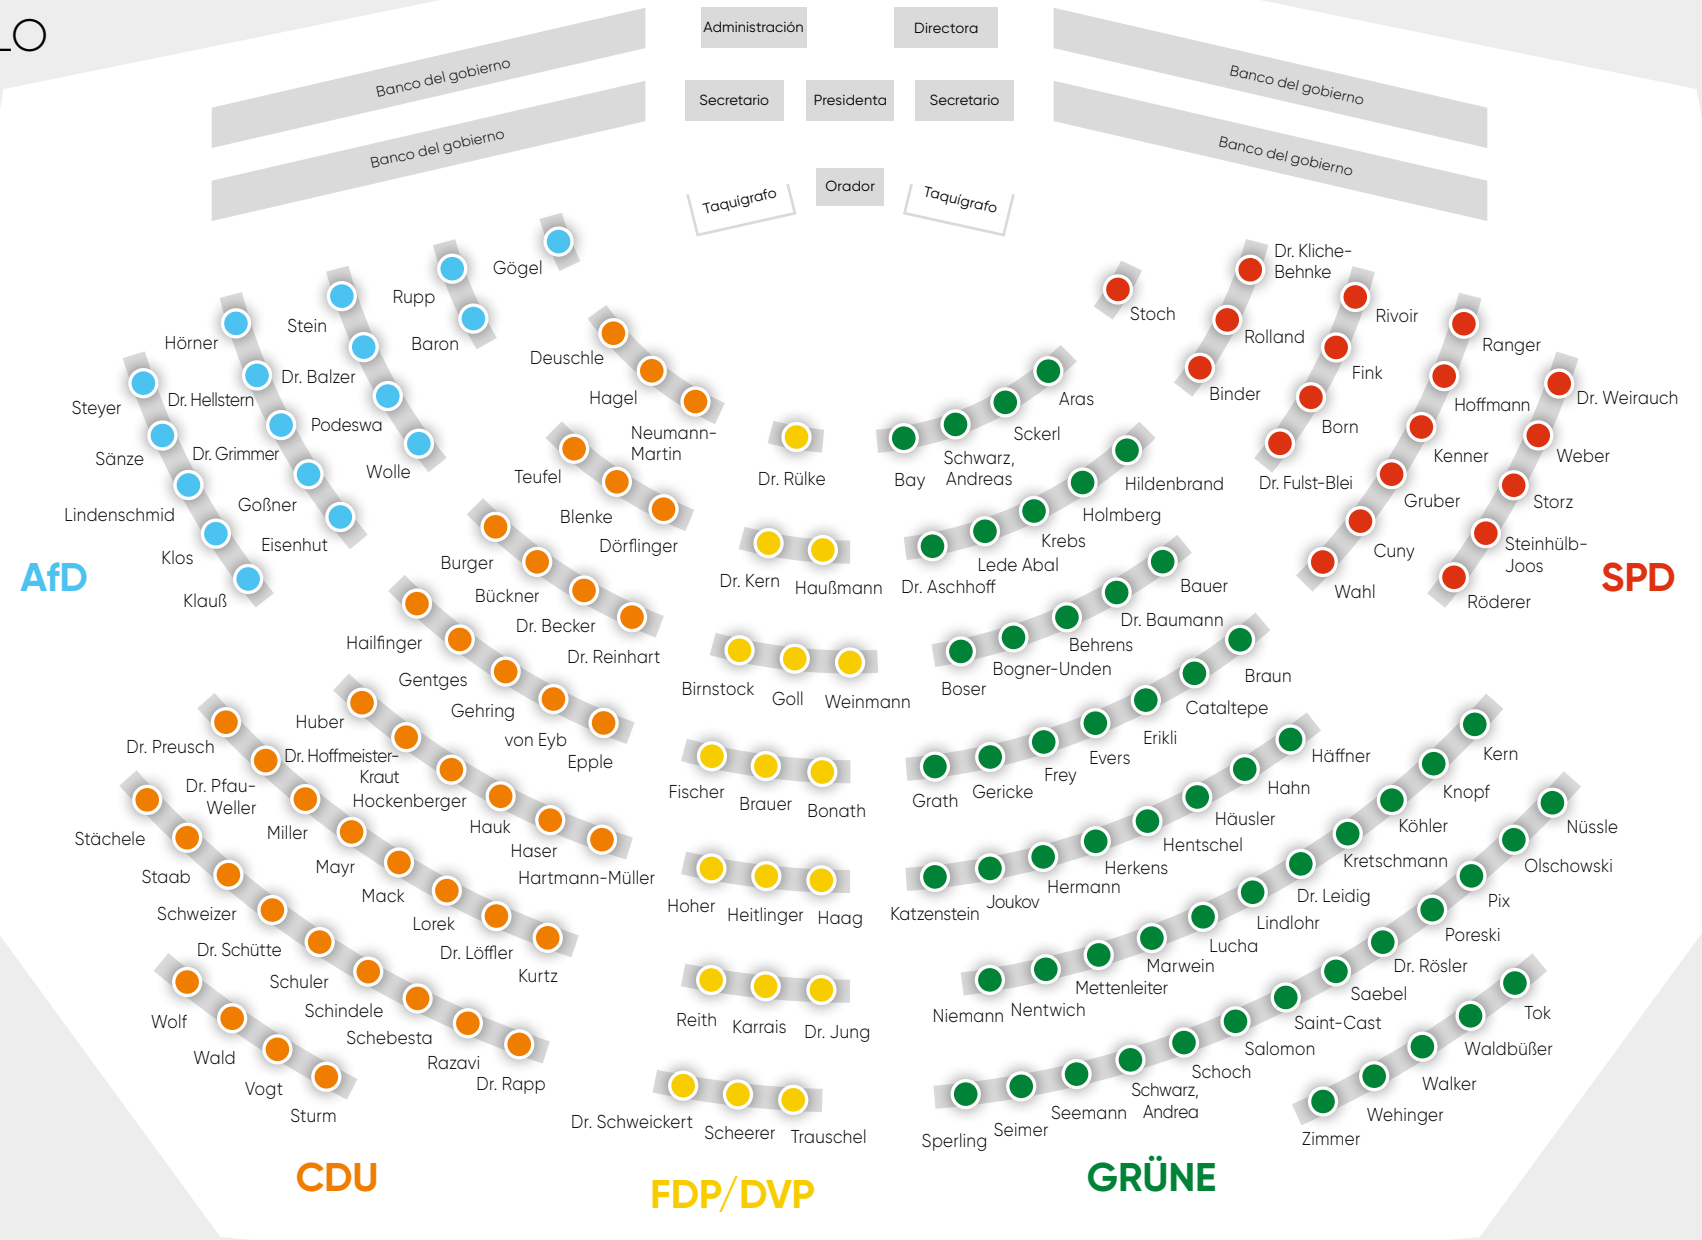 LO
Administración
Directora
Banco del gobierno
Banco del gobierno
Secretario
Presidenta
Secretario
Banco del gobierno
Banco del gobierno
Orador
Taquígrafo
Taquígrafo
Gögel
Rupp
Baron
Stein
Dr. Balzer
Podeswa
Wolle
Hörner
Dr. Hellstern
Dr. Grimmer
Goßner
Eisenhut
Steyer
Sänze
Lindenschmid
Klos
Klauß
AfD
Deuschle
Hagel
Neumann-
Martin
Teufel
Blenke
Dörflinger
Burger
Bückner
Dr. Becker
Dr. Reinhart
Hailfinger
Gentges
Gehring
von Eyb
Epple
Huber
Dr. Hoffmeister-
Kraut
Hockenberger
Hauk
Haser
Hartmann-Müller
Dr. Preusch
Dr. Pfau-
Weller
Miller
Mayr
Mack
Lorek
Dr. Löffler
Kurtz
Stächele
Staab
Schweizer
Dr. Schütte
Schuler
Schindele
Schebesta
Razavi
Dr. Rapp
Wolf
Wald
Vogt
Sturm
CDU
Dr. Rülke
Dr. Kern
Haußmann
Birnstock
Goll
Weinmann
Fischer
Brauer
Bonath
Hoher
Heitlinger
Haag
Reith
Karrais
Dr. Jung
Dr. Schweickert
Scheerer
Trauschel
FDP/DVP
Bay
Schwarz,
Andreas
Sckerl
Aras
Dr. Aschhoff
Lede Abal
Krebs
Holmberg
Hildenbrand
Boser
Bogner-Unden
Behrens
Dr. Baumann
Bauer
Grath
Gericke
Frey
Evers
Erikli
Cataltepe
Braun
Katzenstein
Joukov
Hermann
Herkens
Hentschel
Häusler
Hahn
Häffner
Niemann
Nentwich
Mettenleiter
Marwein
Lucha
Lindlohr
Dr. Leidig
Kretschmann
Köhler
Knopf
Kern
Sperling
Seimer
Seemann
Schwarz,
Andrea
Schoch
Salomon
Saint-Cast
Saebel
Dr. Rösler
Poreski
Pix
Olschowski
Nüssle
Zimmer
Wehinger
Walker
Waldbüßer
Tok
GRÜNE
Stoch
Dr. Kliche-
Behnke
Rolland
Binder
Rivoir
Fink
Born
Dr. Fulst-Blei
Ranger
Hoffmann
Kenner
Gruber
Cuny
Wahl
Dr. Weirauch
Weber
Storz
Steinhülb-
Joos
Röderer
SPD